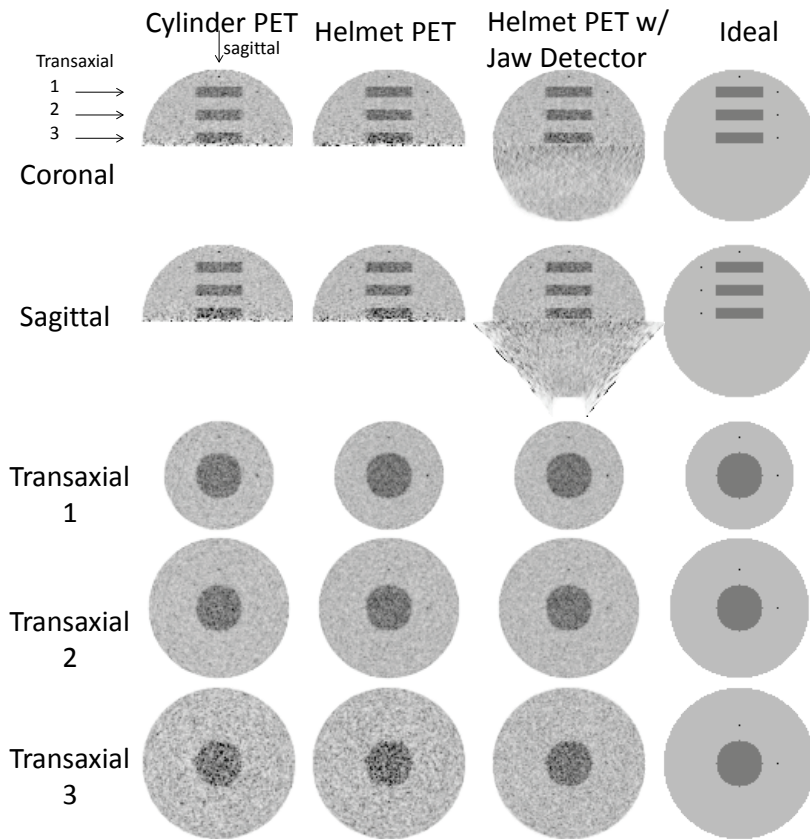 Cylinder PET
Helmet PET
Helmet PET w/
Jaw Detector
Ideal
sagittal
Transaxial
1
2
3
Coronal
Sagittal
Transaxial
1
Transaxial
2
Transaxial
3